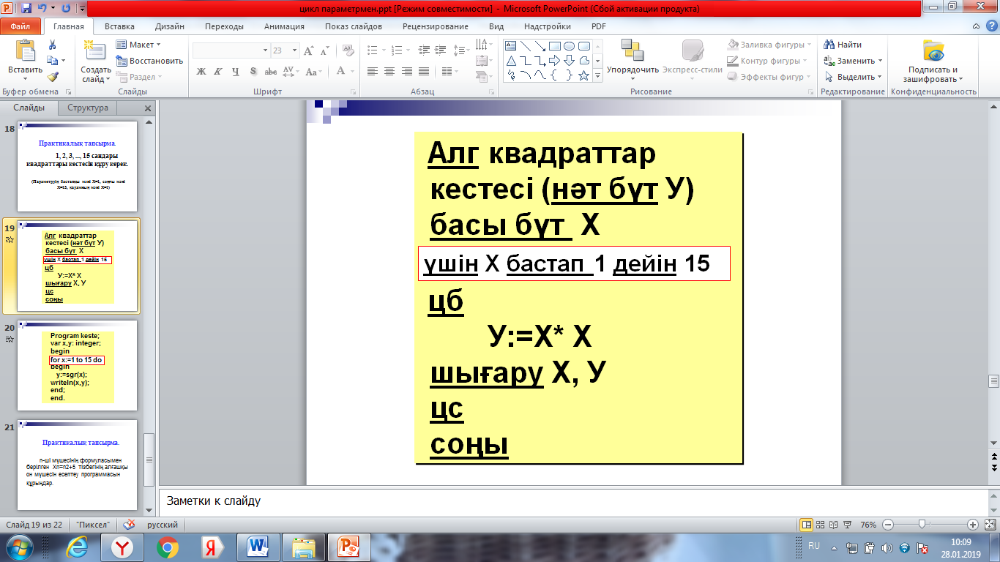 цикл параметрмен.ppt [Режим совместимости] - Microsoft PowerPoint (Сбой активации продукта)
Файл Главная Вставка Дизайн Переходы Анимация Показ слайдов Рецензирование Вид Надстройки PDF
Вставить
Создать слайд
Макет
Восстановить
Раздел
23
Ж К Ч S abc AV Aa А
Заливка фигуры
Контур фигуры
Эффекты фигур
Упорядочить
Экспресс-стили
Найти
Заменить
Выделить
Подписать и зашифровать
Буфер обмена Слайды Шрифт Абзац Рисование Редактирование Конфиденциальность
Слайды Структура
18
Практикалық тапсырма.
1, 2, 3, ..., 15 сандары
квадраттары кестесін құру керек.
(Параметрдің бастапқы мәні X=1, соңғы мәні
X=15, қадамның мәні X=1)
19
Алг квадраттар
кестесі (нәт бүт У)
басы бүт Х
үшін Х бастап 1 дейін 15
цб
У:=Х* Х
шығару Х, У
цс
соңы
20
Program keste;
var x,y: integer;
begin
for x:=1 to 15 do
begin
y:=sgr(x);
writeln(x,y);
end;
end.
21
Практикалық тапсырма.
n-ші мүшесінің формуласымен
берілген Xn=n2+5 тізбегінің алғашқы
он мүшесін есептеу программасын
құрыңдар.
Алг квадраттар
кестесі (нәт бүт У)
басы бүт Х
үшін Х бастап 1 дейін 15
цб
У:=Х* Х
шығару Х, У
цс
соңы
Заметки к слайду
Слайд 19 из 22 "Пиксел" русский 76%
RU 10:09
28.01.2019